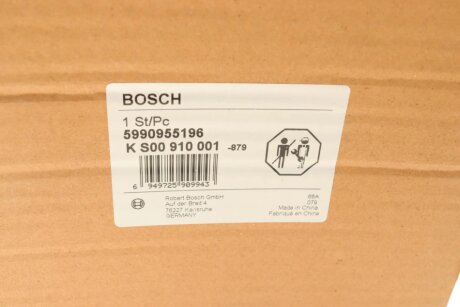 BOSCH
1 St/Pc
5990955196
K S00 910 001 -879
6 949725 909943
Robert Bosch GmbH
Auf der Breit 4
76227 Karlsruhe
GERMANY
68A
079
Made in China
Fabriqué en Chine